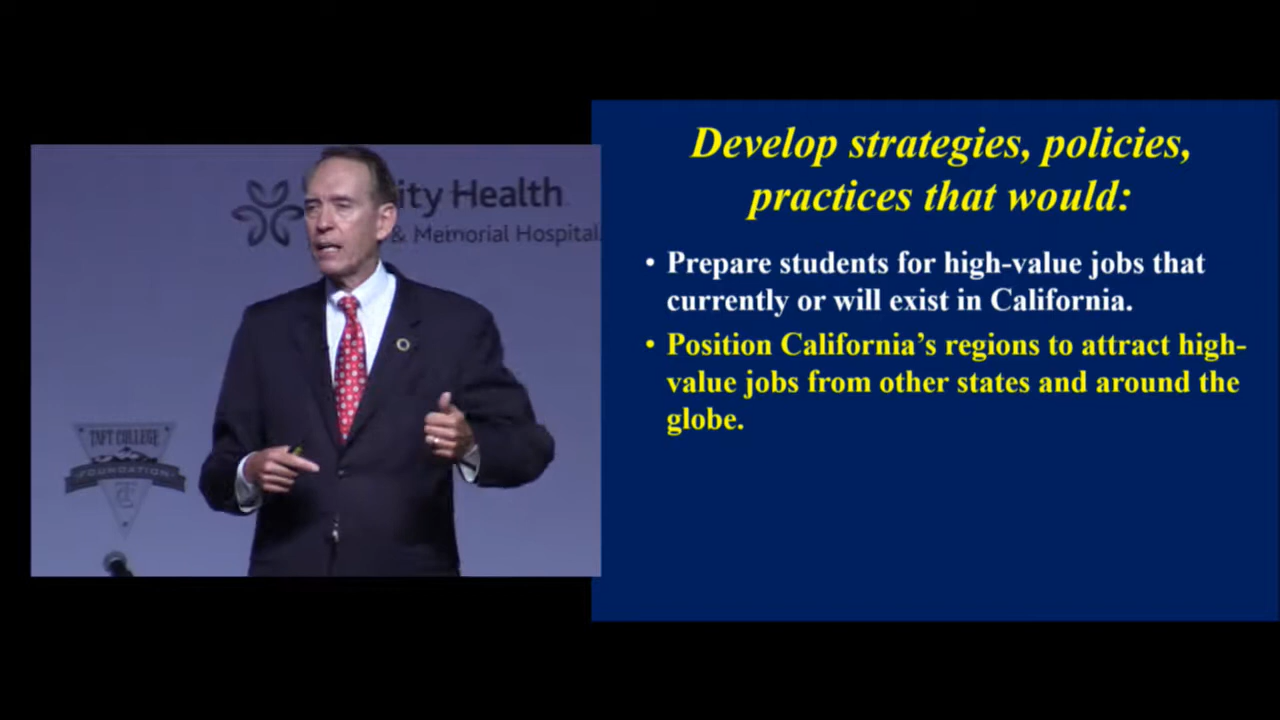 ity Health
& Memorial Hospital
TAFT COLLEGE
FOUNDATION
Develop strategies, policies,
practices that would:
• Prepare students for high-value jobs that
currently or will exist in California.
• Position California's regions to attract high-
value jobs from other states and around the
globe.